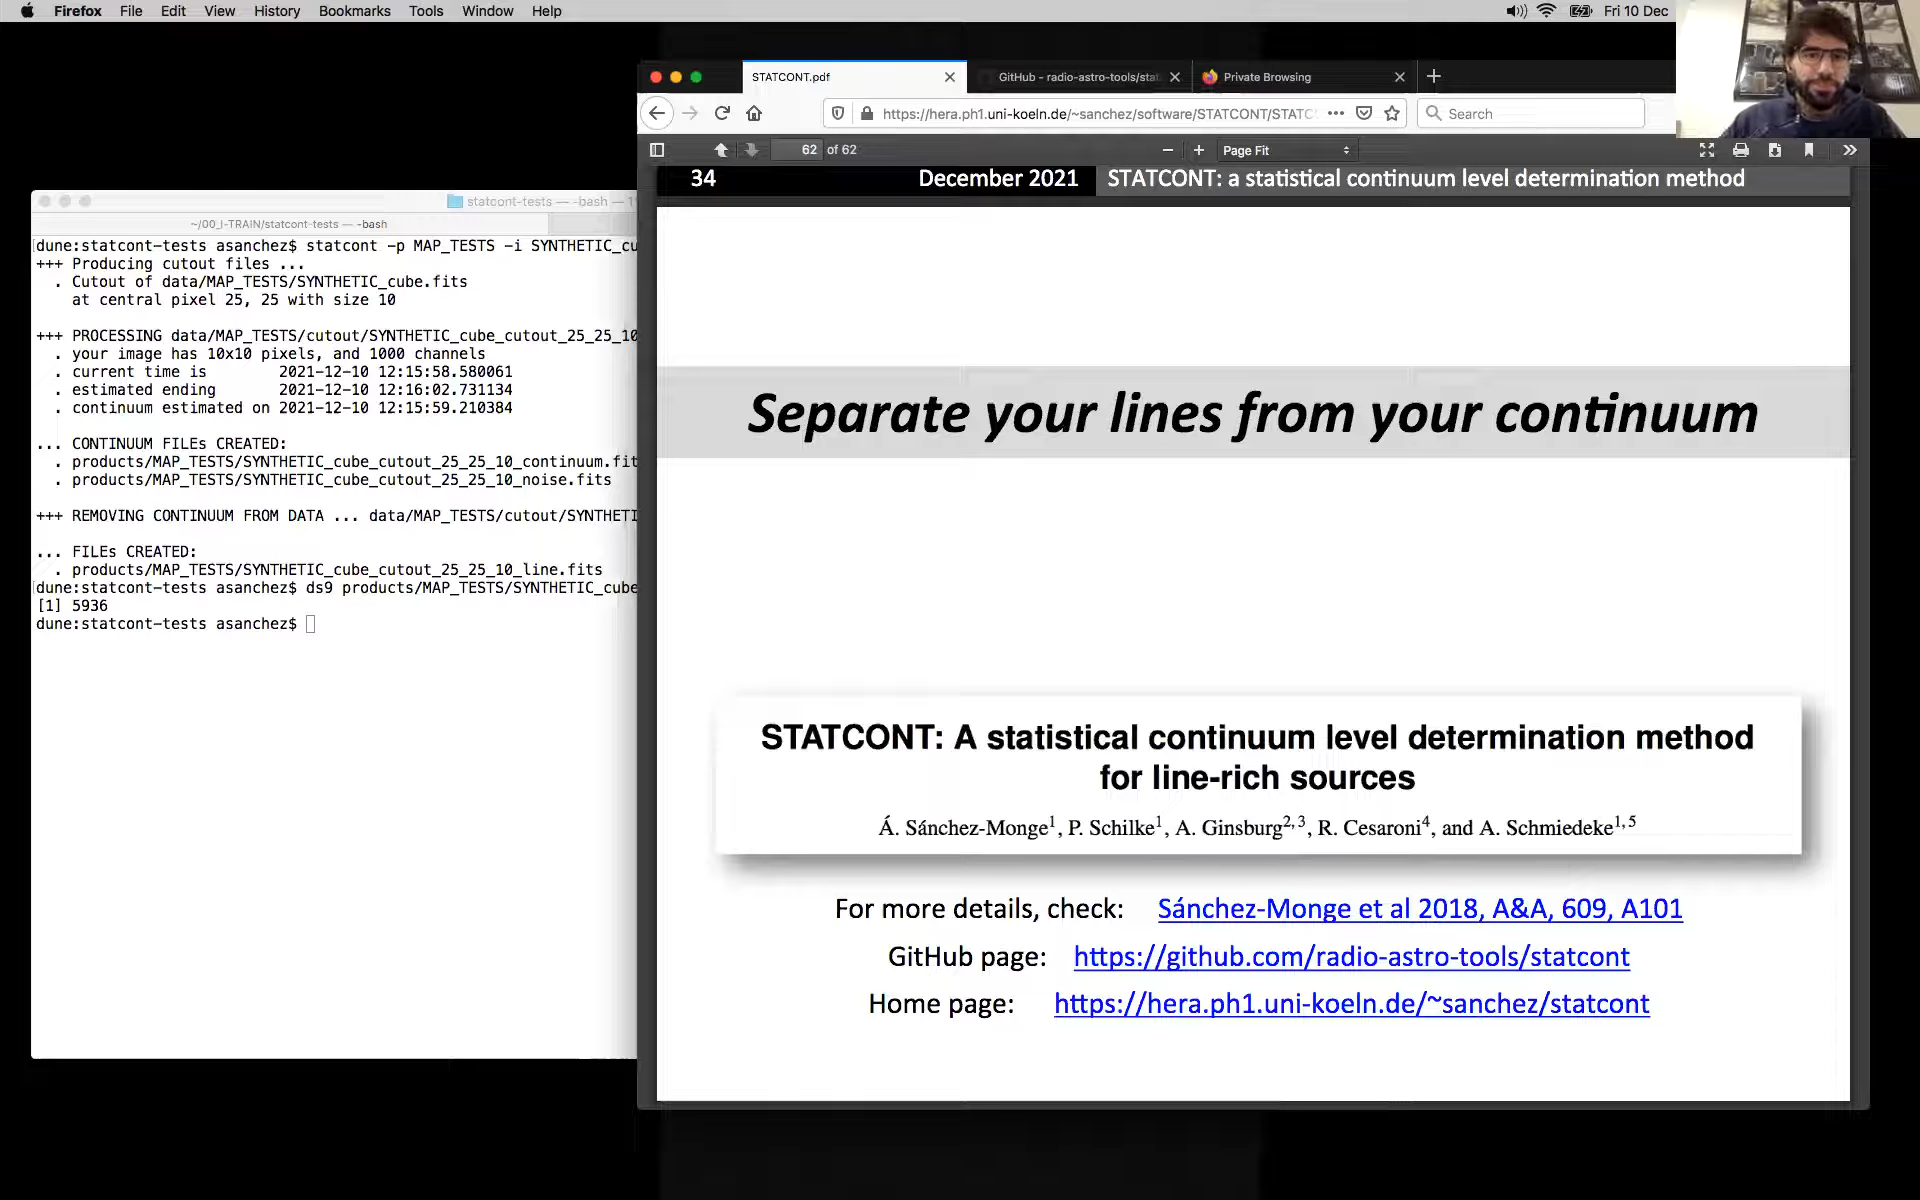 Firefox File Edit View History Bookmarks Tools Window Help
Fri 10 Dec
STATCONT.pdf
GitHub - radio-astro-tools/stat
Private Browsing
https://hera.ph1.uni-koeln.de/~sanchez/software/STATCONT/STATC
Search
62 of 62
Page Fit
34 December 2021 STATCONT: a statistical continuum level determination method
statcont-tests — -bash — 1
~/00_I-TRAIN/statcont-tests — -bash
dune:statcont-tests asanchez$ statcont -p MAP_TESTS -i SYNTHETIC_cu
+++ Producing cutout files ...
. Cutout of data/MAP_TESTS/SYNTHETIC_cube.fits
at central pixel 25, 25 with size 10
+++ PROCESSING data/MAP_TESTS/cutout/SYNTHETIC_cube_cutout_25_25_10
. your image has 10x10 pixels, and 1000 channels
. current time is 2021-12-10 12:15:58.580061
. estimated ending 2021-12-10 12:16:02.731134
. continuum estimated on 2021-12-10 12:15:59.210384
... CONTINUUM FILEs CREATED:
. products/MAP_TESTS/SYNTHETIC_cube_cutout_25_25_10_continuum.fit
. products/MAP_TESTS/SYNTHETIC_cube_cutout_25_25_10_noise.fits
+++ REMOVING CONTINUUM FROM DATA ... data/MAP_TESTS/cutout/SYNTHETI
... FILEs CREATED:
. products/MAP_TESTS/SYNTHETIC_cube_cutout_25_25_10_line.fits
dune:statcont-tests asanchez$ ds9 products/MAP_TESTS/SYNTHETIC_cube
[1] 5936
dune:statcont-tests asanchez$
Separate your lines from your continuum
STATCONT: A statistical continuum level determination method
for line-rich sources
Á. Sánchez-Monge1, P. Schilke1, A. Ginsburg2,3, R. Cesaroni4, and A. Schmiedeke1,5
For more details, check: Sánchez-Monge et al 2018, A&A, 609, A101
GitHub page: https://github.com/radio-astro-tools/statcont
Home page: https://hera.ph1.uni-koeln.de/~sanchez/statcont